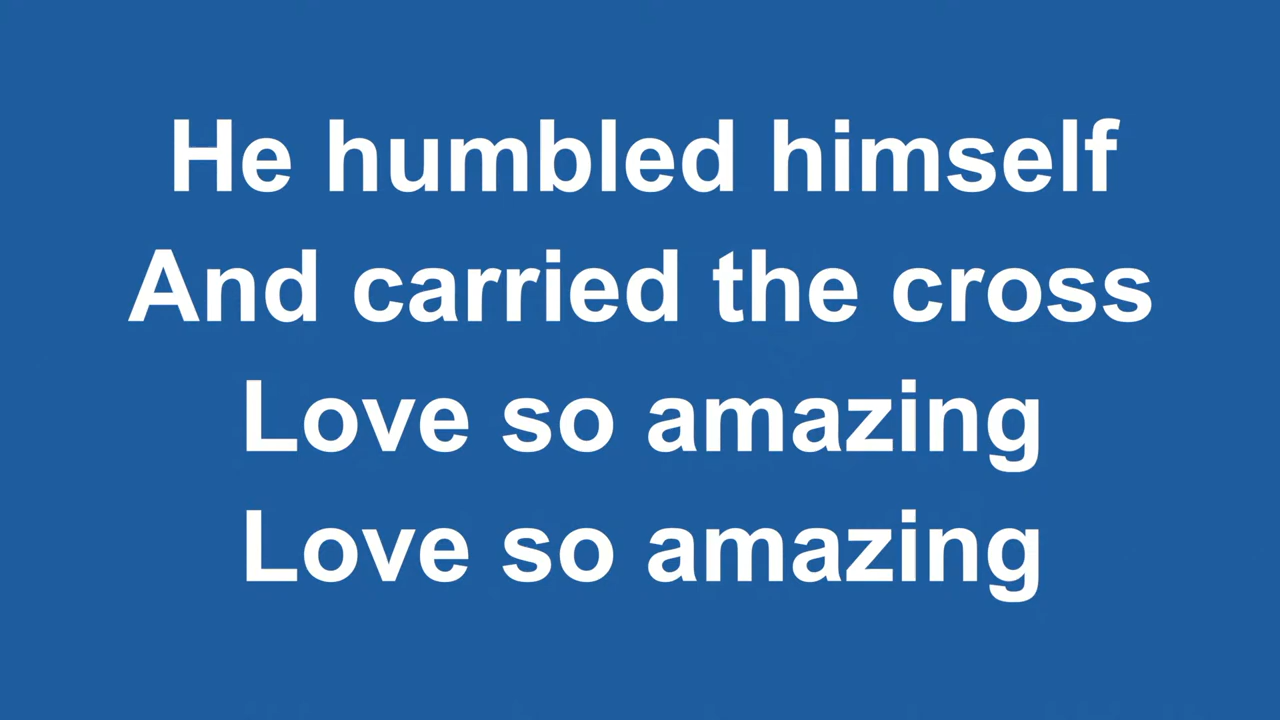 He humbled himself
And carried the cross
Love so amazing
Love so amazing